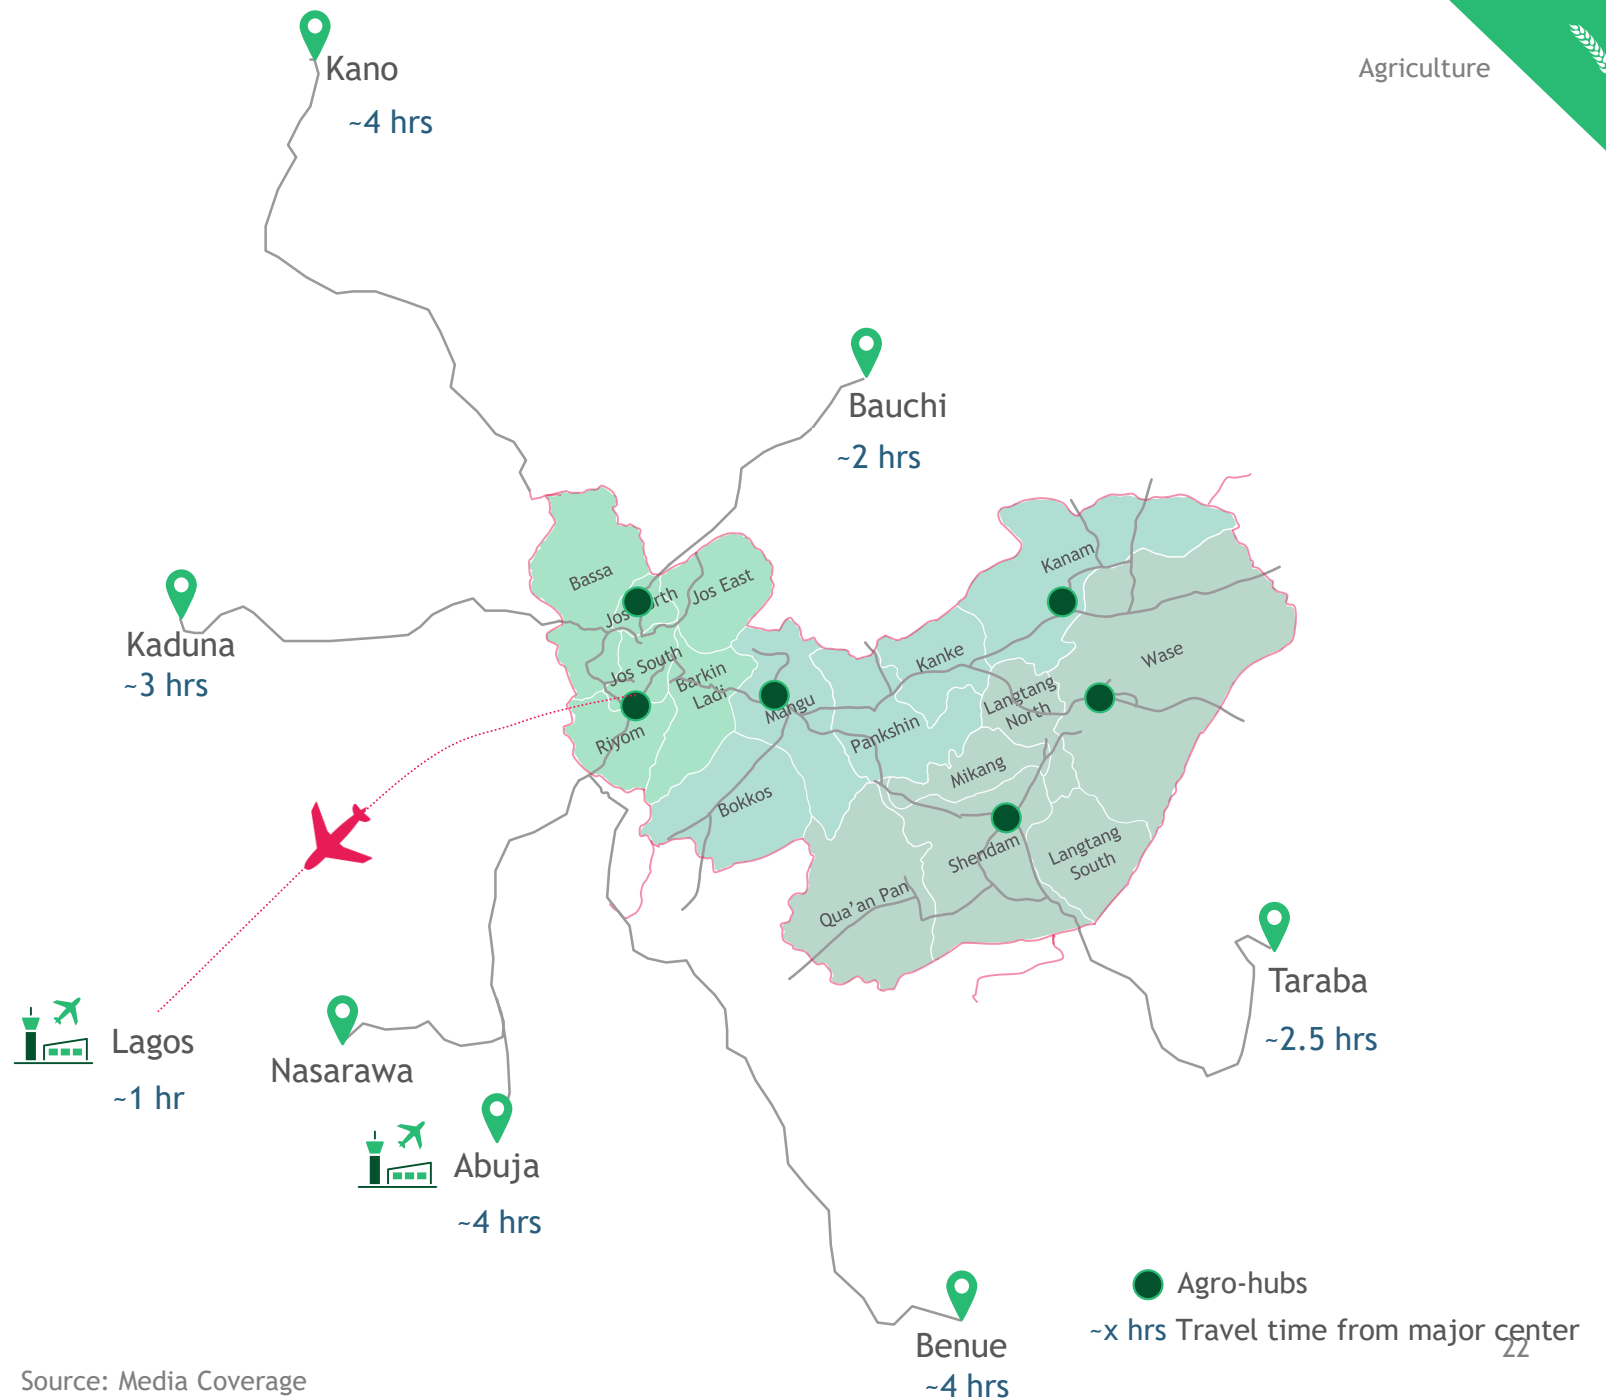 Kano
~4 hrs
Agriculture
Bauchi
~2 hrs
Kaduna
~3 hrs
Bassa
Jos North
Jos East
Jos South
Barkin
Ladi
Riyom
Mangu
Bokkos
Pankshin
Kanke
Kanam
Langtang
North
Wase
Mikang
Shendam
Langtang
South
Qua'an Pan
Taraba
~2.5 hrs
Lagos
~1 hr
Nasarawa
Abuja
~4 hrs
Benue
~4 hrs
Agro-hubs
~x hrs Travel time from major center
22
Source: Media Coverage